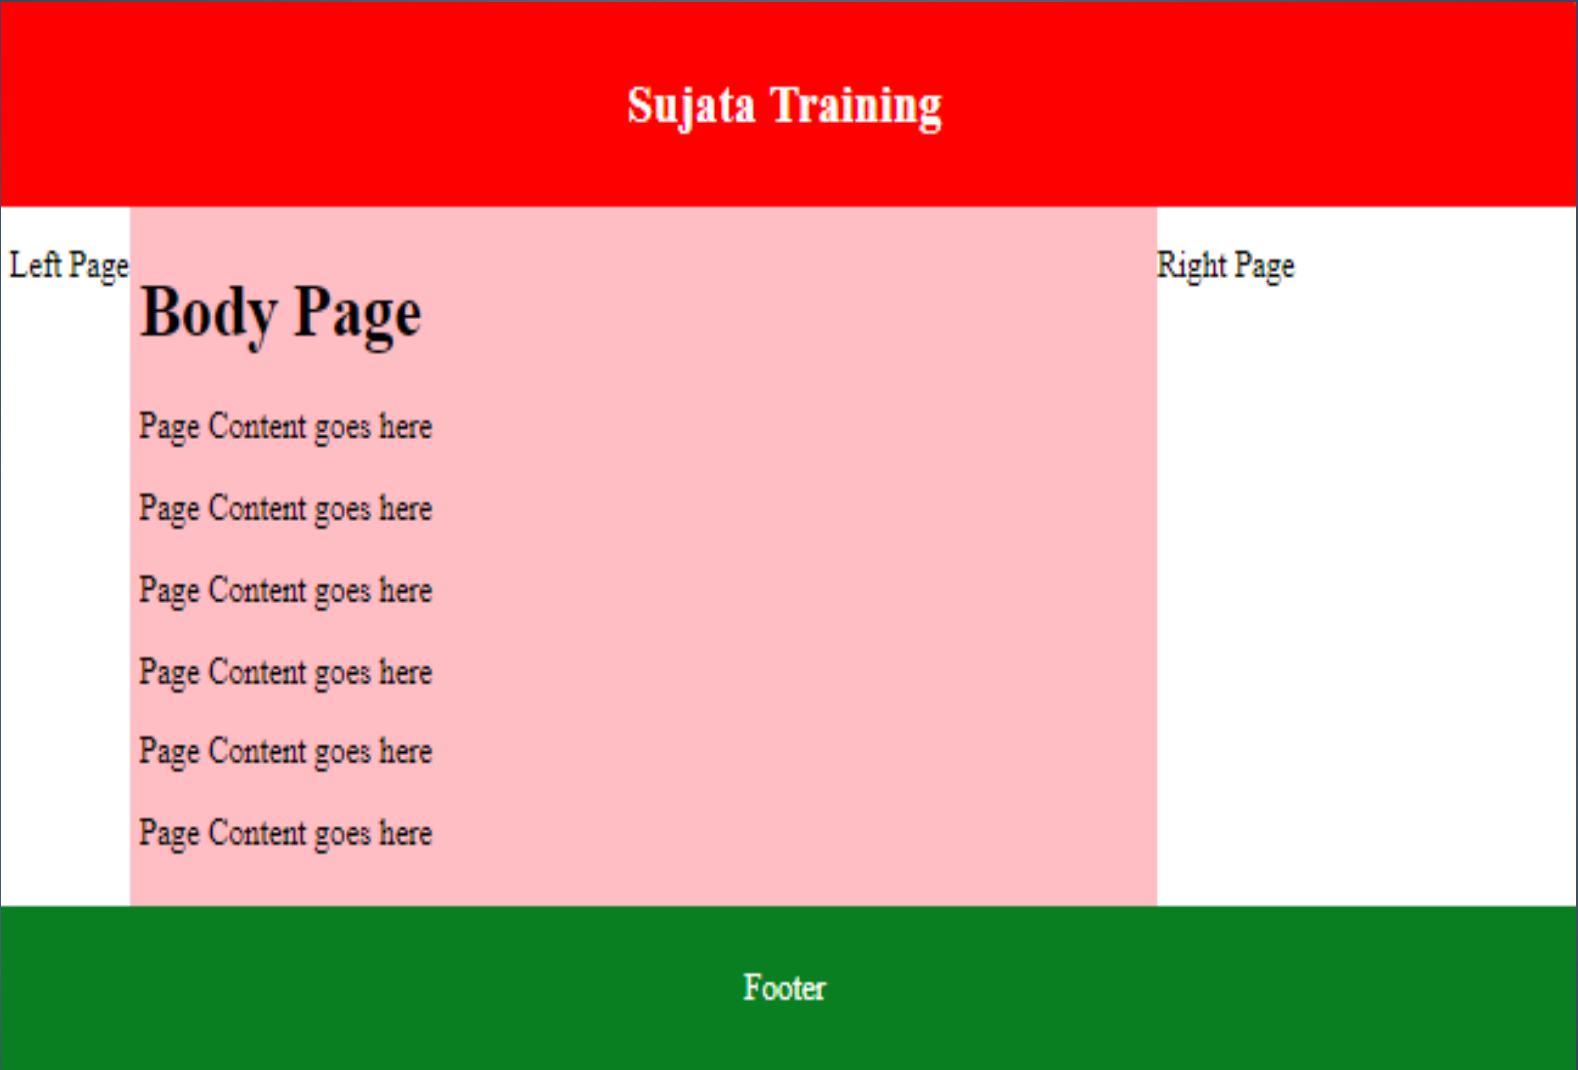 Sujata Training
Left Page
Body Page
Page Content goes here
Page Content goes here
Page Content goes here
Page Content goes here
Page Content goes here
Page Content goes here
Right Page
Footer